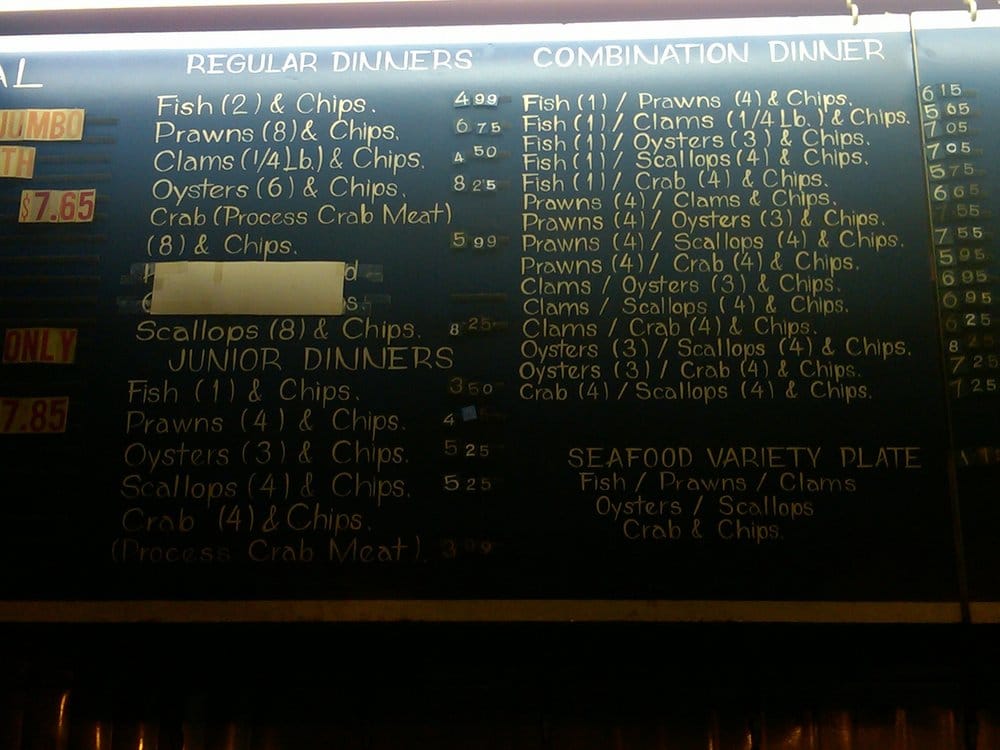 AL
JUMBO
TH
$7.65
ONLY
7.85
REGULAR DINNERS
Fish (2) & Chips. 4 99
Prawns (8) & Chips. 6 75
Clams (1/4 Lb.) & Chips. 4 50
Oysters (6) & Chips. 8 25
Crab (Process Crab Meat)
(8) & Chips. 5 99
Scallops (8) & Chips. 8 25
JUNIOR DINNERS
Fish (1) & Chips. 3 50
Prawns (4) & Chips. 4
Oysters (3) & Chips. 5 25
Scallops (4) & Chips. 5 25
Crab (4) & Chips.
(Process Crab Meat).
COMBINATION DINNER
Fish (1) / Prawns (4) & Chips. 6 15
Fish (1) / Clams (1/4 Lb.) & Chips. 5 65
Fish (1) / Oysters (3) & Chips. 7 05
Fish (1) / Scallops (4) & Chips. 7 05
Fish (1) / Crab (4) & Chips. 5 75
Prawns (4) / Clams & Chips. 6 65
Prawns (4) / Oysters (3) & Chips. 7 55
Prawns (4) / Scallops (4) & Chips. 7 55
Prawns (4) / Crab (4) & Chips. 5 95
Clams / Oysters (3) & Chips. 6 95
Clams / Scallops (4) & Chips. 6 95
Clams / Crab (4) & Chips. 6 25
Oysters (3) / Scallops (4) & Chips. 8
Oysters (3) / Crab (4) & Chips. 7 25
Crab (4) / Scallops (4) & Chips. 7 25
SEAFOOD VARIETY PLATE
Fish / Prawns / Clams
Oysters / Scallops
Crab & Chips.